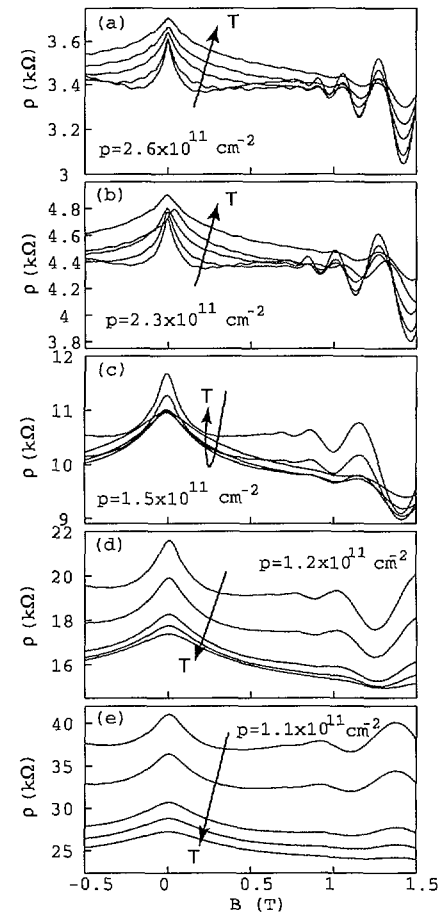 (a)
T
3.6
3.4
3.2
3
ρ (kΩ)
p=2.6x10¹¹ cm⁻²
(b)
T
4.8
4.6
4.4
4.2
4
3.8
ρ (kΩ)
p=2.3x10¹¹ cm⁻²
12
(c)
T
11
10
9
ρ (kΩ)
p=1.5x10¹¹ cm⁻²
22
(d)
p=1.2x10¹¹ cm⁻²
20
18
16
ρ (kΩ)
T
(e)
p=1.1x10¹¹ cm⁻²
40
35
30
25
ρ (kΩ)
T
-0.5 0 0.5 1 1.5
B (T)